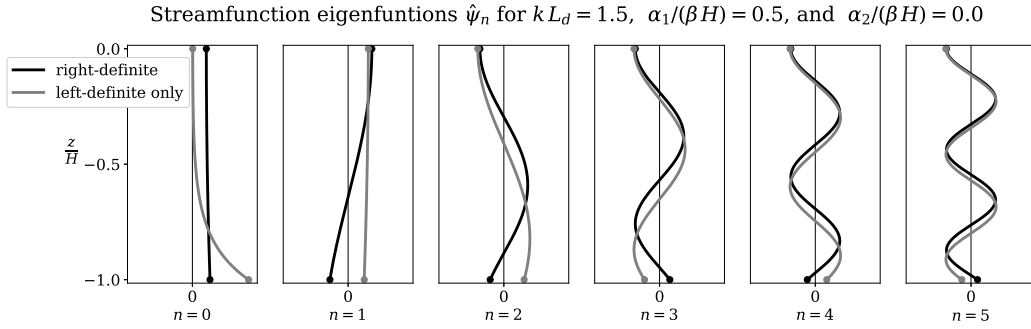 Streamfunction eigenfuntions ψ̂ₙ for k L_d = 1.5, α₁/(βH) = 0.5, and α₂/(βH) = 0.0
right-definite
left-definite only
z/H
0.0
−0.5
−1.0
0 0 0 0 0 0
n = 0 n = 1 n = 2 n = 3 n = 4 n = 5